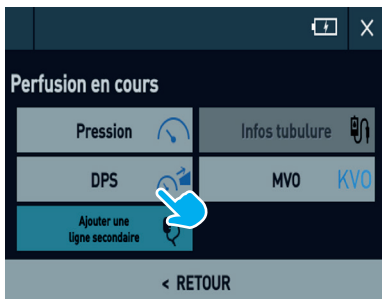 X
Perfusion en cours
Pression
Infos tubulure
DPS
MVO KVO
Ajouter une
ligne secondaire
< RETOUR